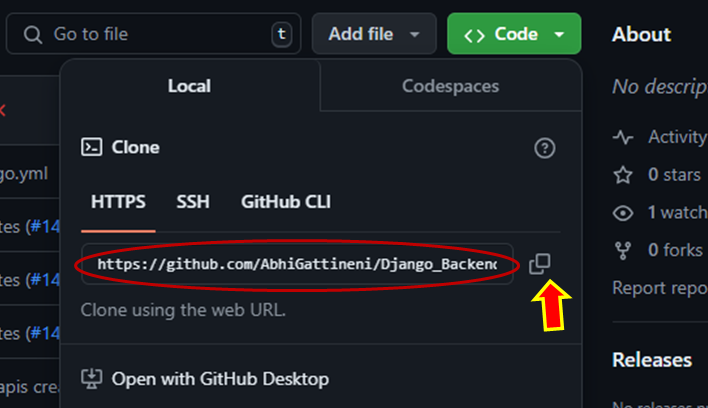 Go to file t Add file <> Code About
Local Codespaces No descrip
Clone Activity
go.yml 0 stars
HTTPS SSH GitHub CLI 1 watch
tes (#14 0 forks
https://github.com/AbhiGattineni/Django_Backend
tes (#14 Report repo
Clone using the web URL.
tes (#14
Releases
apis crea Open with GitHub Desktop
No releases p